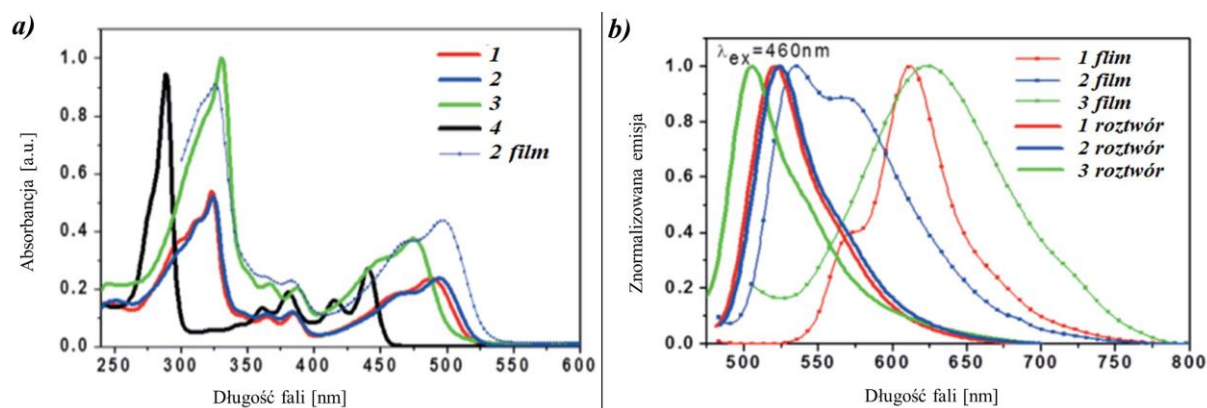 a)
Absorbancja [a.u.]
1.0
0.8
0.6
0.4
0.2
0.0
1
2
3
4
2 film
250 300 350 400 450 500 550 600
Długość fali [nm]
b)
λex=460nm
Znormalizowana emisja
1.0
0.8
0.6
0.4
0.2
0.0
1 flim
2 film
3 film
1 roztwór
2 roztwór
3 roztwór
500 550 600 650 700 750 800
Długość fali [nm]